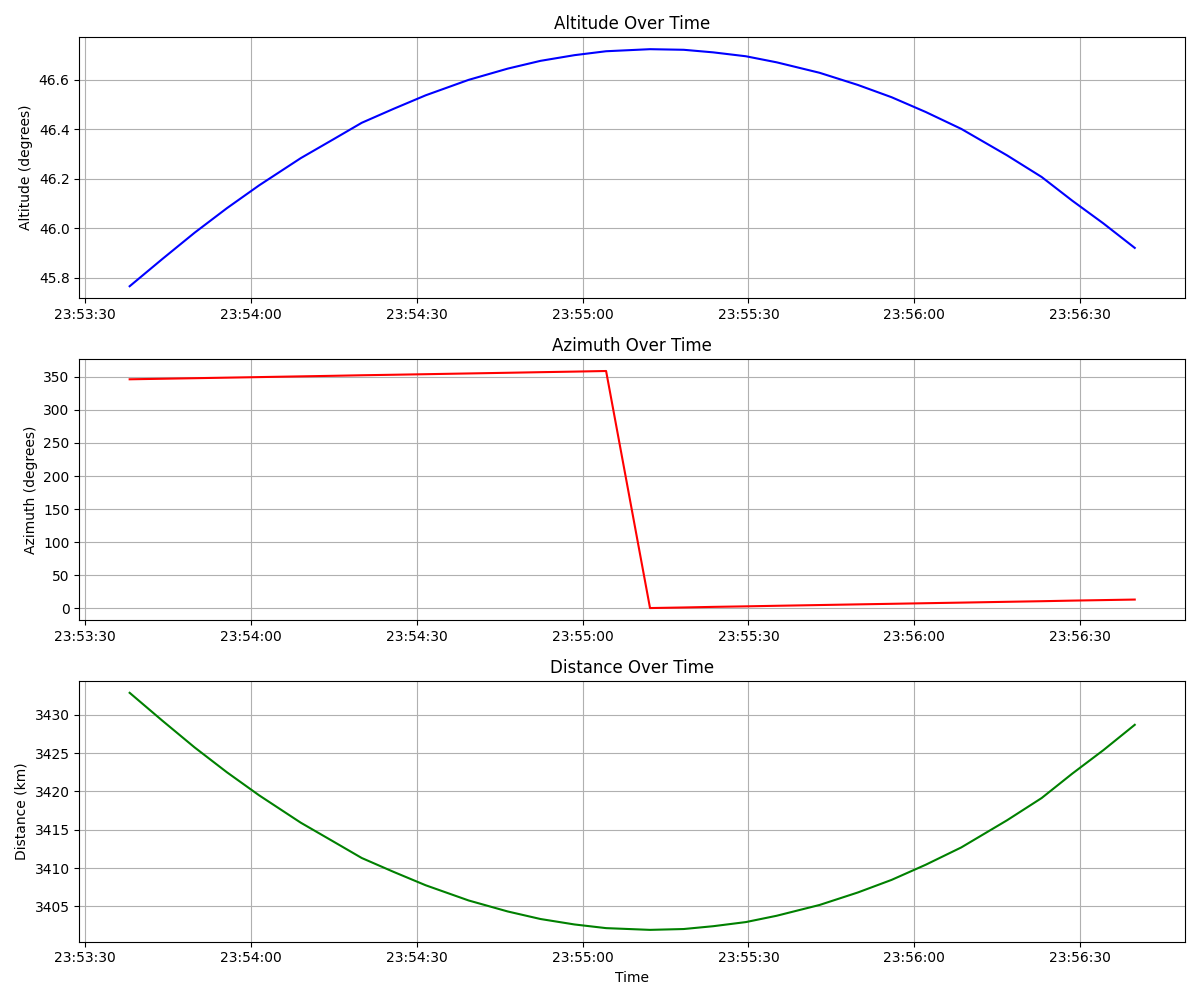 Altitude Over Time
Altitude (degrees)
46.6
46.4
46.2
46.0
45.8
23:53:30 23:54:00 23:54:30 23:55:00 23:55:30 23:56:00 23:56:30
Azimuth Over Time
Azimuth (degrees)
350
300
250
200
150
100
50
0
23:53:30 23:54:00 23:54:30 23:55:00 23:55:30 23:56:00 23:56:30
Distance Over Time
Distance (km)
3430
3425
3420
3415
3410
3405
23:53:30 23:54:00 23:54:30 23:55:00 23:55:30 23:56:00 23:56:30
Time